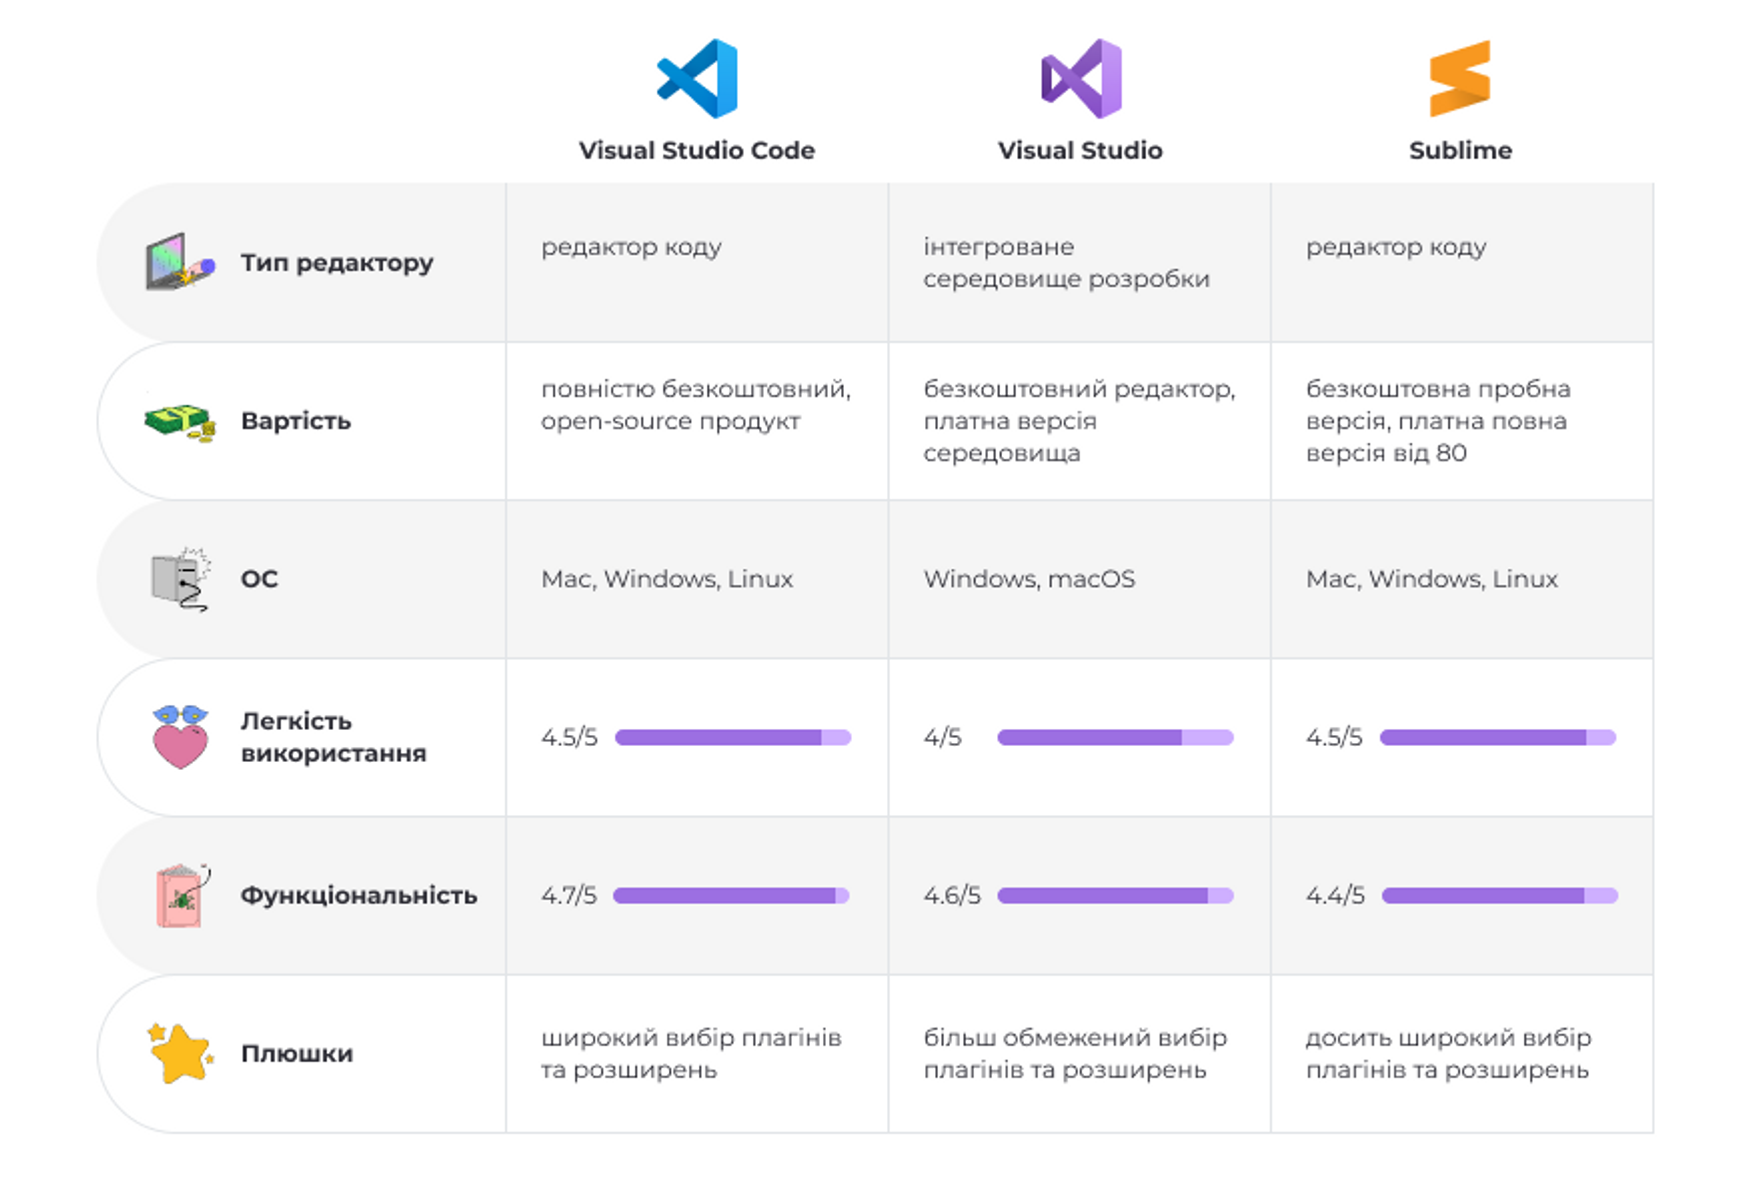 Visual Studio Code
Visual Studio
Sublime
Тип редактору
редактор коду
інтегроване
середовище розробки
редактор коду
Вартість
повністю безкоштовний,
open-source продукт
безкоштовний редактор,
платна версія
середовища
безкоштовна пробна
версія, платна повна
версія від 80
ОС
Mac, Windows, Linux
Windows, macOS
Mac, Windows, Linux
Легкість
використання
4.5/5
4/5
4.5/5
Функціональність
4.7/5
4.6/5
4.4/5
Плюшки
широкий вибір плагінів
та розширень
більш обмежений вибір
плагінів та розширень
досить широкий вибір
плагінів та розширень